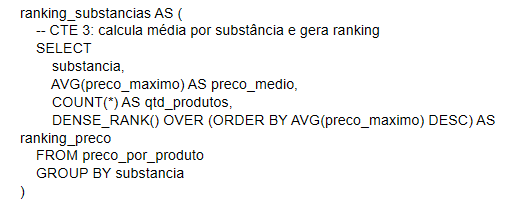 ranking_substancias AS (
-- CTE 3: calcula média por substância e gera ranking
SELECT
substancia,
AVG(preco_maximo) AS preco_medio,
COUNT(*) AS qtd_produtos,
DENSE_RANK() OVER (ORDER BY AVG(preco_maximo) DESC) AS
ranking_preco
FROM preco_por_produto
GROUP BY substancia
)